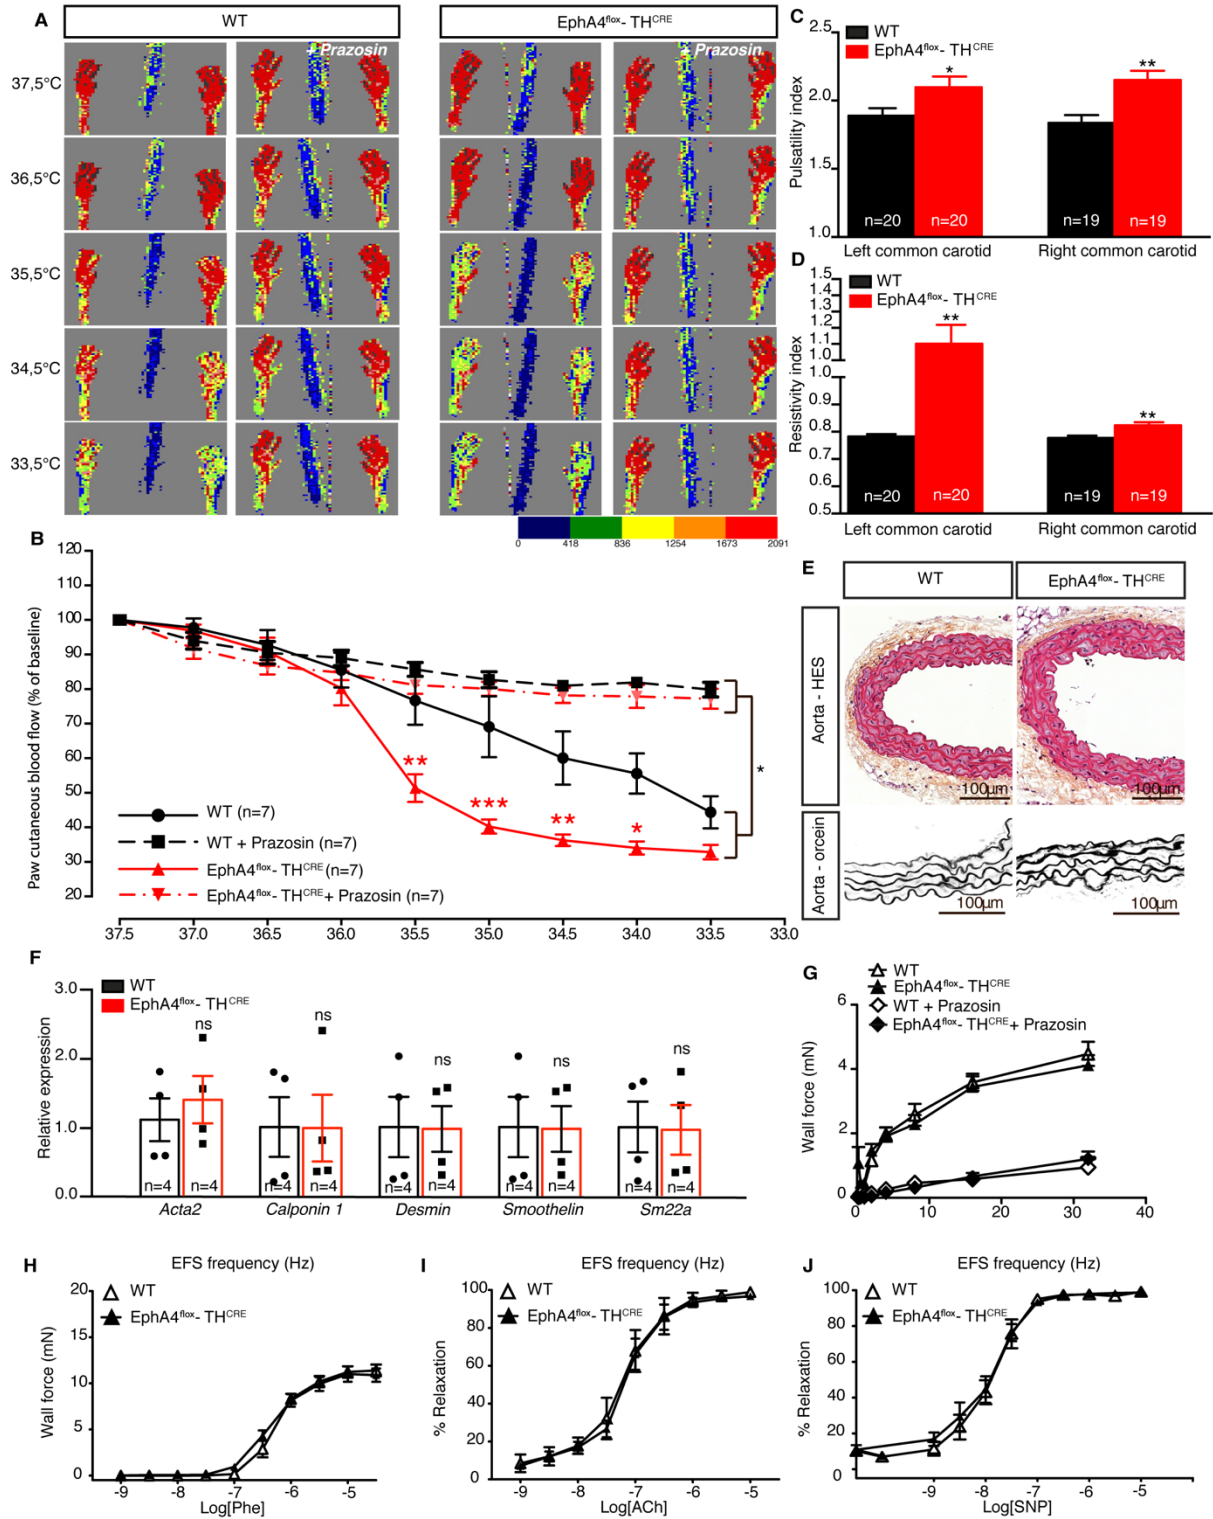 A
WT
EphA4flox- THCRE
+ Prazosin
+ Prazosin
37,5°C
36,5°C
35,5°C
34,5°C
33,5°C
0 418 836 1254 1673 2091
B
Paw cutaneous blood flow (% of baseline)
120
110
100
90
80
70
60
50
40
30
20
** *** ** *
*
WT (n=7)
WT + Prazosin (n=7)
EphA4flox- THCRE (n=7)
EphA4flox- THCRE + Prazosin (n=7)
37.5 37.0 36.5 36.0 35.5 35.0 34.5 34.0 33.5 33.0
C
WT
EphA4flox- THCRE
Pulsatility index
2.5
2.0
1.5
1.0
* **
n=20 n=20 n=19 n=19
Left common carotid Right common carotid
D
WT
EphA4flox- THCRE
Resistivity index
1.5
1.4
1.3
1.2
1.1
1.0
0.9
0.8
0.7
0.6
0.5
** **
n=20 n=20 n=19 n=19
Left common carotid Right common carotid
E
WT
EphA4flox- THCRE
Aorta - HES
100µm 100µm
Aorta - orcein
100µm 100µm
F
WT
EphA4flox- THCRE
Relative expression
3.0
2.0
1.0
0.0
ns ns ns ns ns
n=4 n=4 n=4 n=4 n=4 n=4 n=4 n=4 n=4 n=4
Acta2 Calponin 1 Desmin Smoothelin Sm22a
G
WT
EphA4flox- THCRE
WT + Prazosin
EphA4flox- THCRE + Prazosin
Wall force (mN)
6
4
2
0
0 10 20 30 40
H
EFS frequency (Hz)
WT
EphA4flox- THCRE
Wall force (mN)
20
15
10
5
0
-9 -8 -7 -6 -5
Log[Phe]
I
EFS frequency (Hz)
WT
EphA4flox- THCRE
% Relaxation
100
80
60
40
20
0
-9 -8 -7 -6 -5
Log[ACh]
J
EFS frequency (Hz)
WT
EphA4flox- THCRE
% Relaxation
100
80
60
40
20
0
-9 -8 -7 -6 -5
Log[SNP]